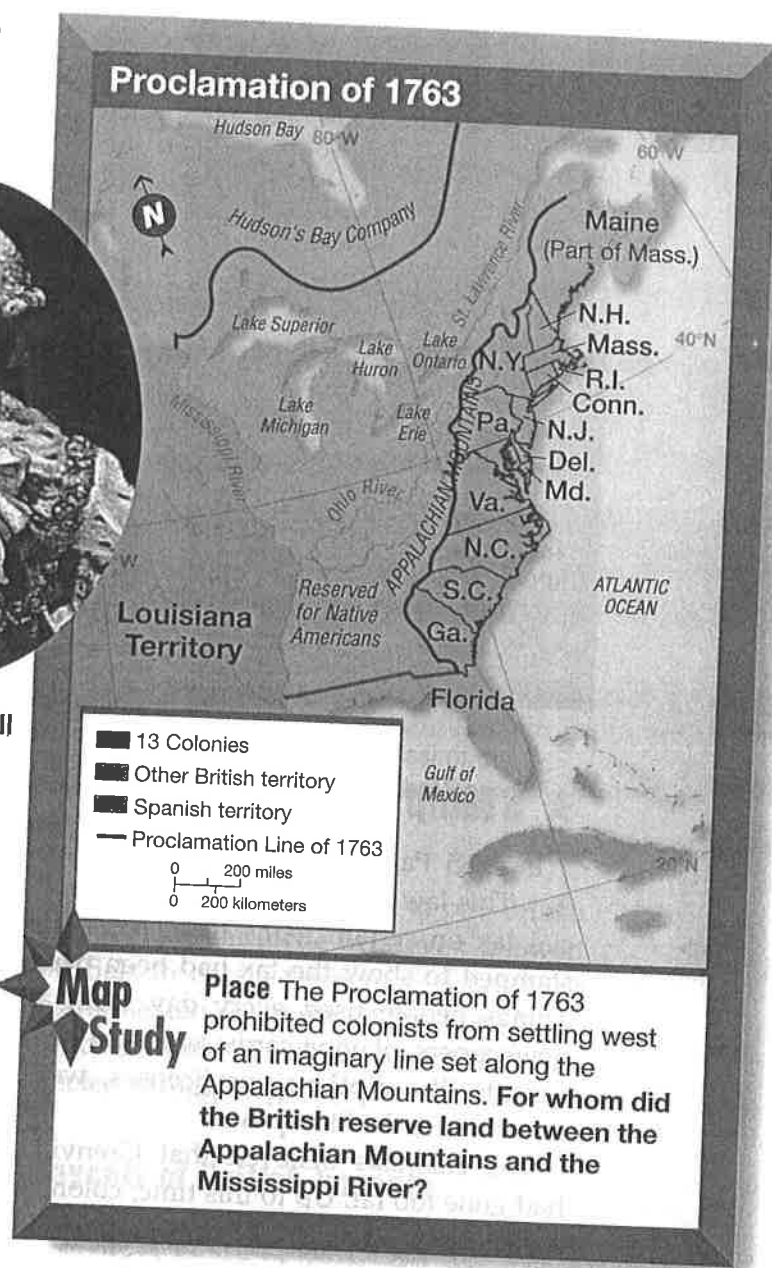 Proclamation of 1763
Hudson Bay
80°W
60°W
N
Hudson's Bay Company
St. Lawrence River
Maine
(Part of Mass.)
Lake Superior
Lake
Huron
Lake
Ontario
N.Y.
N.H.
Mass.
40°N
R.I.
Conn.
Lake
Michigan
Lake
Erie
Pa.
N.J.
Del.
Md.
Mississippi River
Ohio River
APPALACHIAN MOUNTAINS
Va.
N.C.
S.C.
Ga.
W
Reserved
for Native
Americans
ATLANTIC
OCEAN
Louisiana
Territory
Florida
Gulf of
Mexico
20°N
13 Colonies
Other British territory
Spanish territory
Proclamation Line of 1763
0 200 miles
0 200 kilometers
Map
Study
Place The Proclamation of 1763
prohibited colonists from settling west
of an imaginary line set along the
Appalachian Mountains. For whom did
the British reserve land between the
Appalachian Mountains and the
Mississippi River?